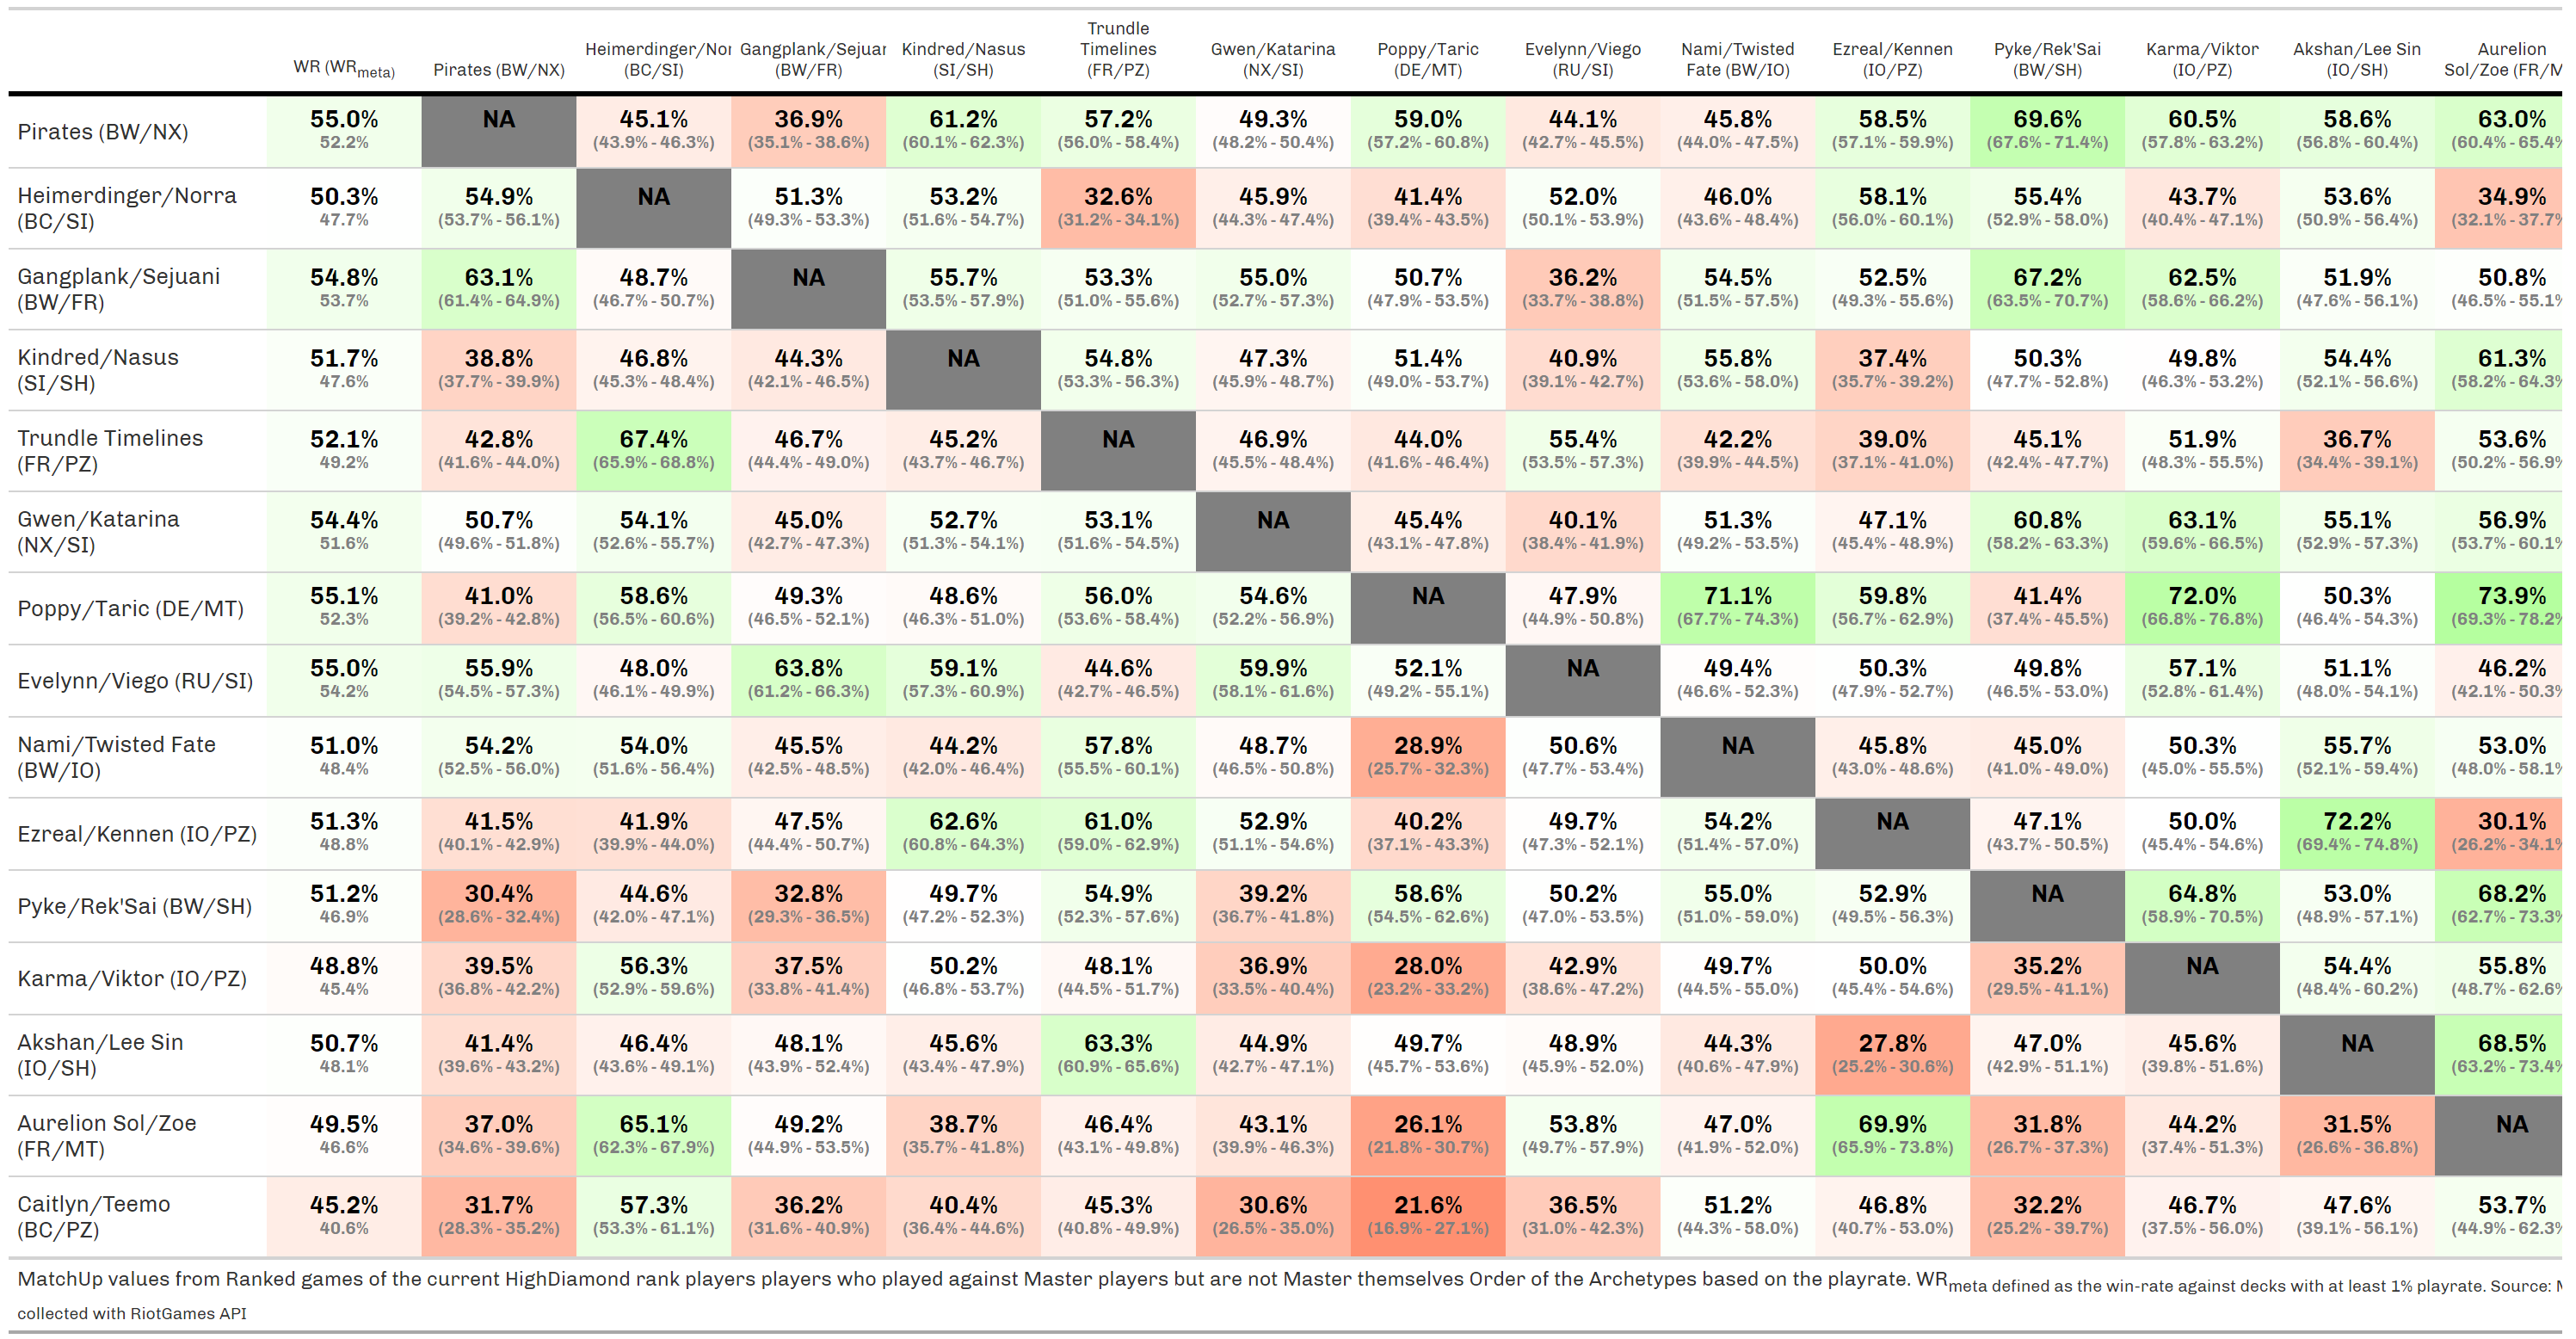 WR (WRmeta) Pirates (BW/NX) Heimerdinger/Nor (BC/SI) Gangplank/Sejuar (BW/FR) Kindred/Nasus (SI/SH) Trundle Timelines (FR/PZ) Gwen/Katarina (NX/SI) Poppy/Taric (DE/MT) Evelynn/Viego (RU/SI) Nami/Twisted Fate (BW/IO) Ezreal/Kennen (IO/PZ) Pyke/Rek'Sai (BW/SH) Karma/Viktor (IO/PZ) Akshan/Lee Sin (IO/SH) Aurelion Sol/Zoe (FR/M
Pirates (BW/NX) 55.0% NA 45.1% 36.9% 61.2% 57.2% 49.3% 59.0% 44.1% 45.8% 58.5% 69.6% 60.5% 58.6% 63.0%
52.2% (43.9% - 46.3%) (35.1% - 38.6%) (60.1% - 62.3%) (56.0% - 58.4%) (48.2% - 50.4%) (57.2% - 60.8%) (42.7% - 45.5%) (44.0% - 47.5%) (57.1% - 59.9%) (67.6% - 71.4%) (57.8% - 63.2%) (56.8% - 60.4%) (60.4% - 65.4%
Heimerdinger/Norra 50.3% 54.9% NA 51.3% 53.2% 32.6% 45.9% 41.4% 52.0% 46.0% 58.1% 55.4% 43.7% 53.6% 34.9%
(BC/SI) 47.7% (53.7% - 56.1%) (49.3% - 53.3%) (51.6% - 54.7%) (31.2% - 34.1%) (44.3% - 47.4%) (39.4% - 43.5%) (50.1% - 53.9%) (43.6% - 48.4%) (56.0% - 60.1%) (52.9% - 58.0%) (40.4% - 47.1%) (50.9% - 56.4%) (32.1% - 37.7%
Gangplank/Sejuani 54.8% 63.1% 48.7% NA 55.7% 53.3% 55.0% 50.7% 36.2% 54.5% 52.5% 67.2% 62.5% 51.9% 50.8%
(BW/FR) 53.7% (61.4% - 64.9%) (46.7% - 50.7%) (53.5% - 57.9%) (51.0% - 55.6%) (52.7% - 57.3%) (47.9% - 53.5%) (33.7% - 38.8%) (51.5% - 57.5%) (49.3% - 55.6%) (63.5% - 70.7%) (58.6% - 66.2%) (47.6% - 56.1%) (46.5% - 55.1%
Kindred/Nasus 51.7% 38.8% 46.8% 44.3% NA 54.8% 47.3% 51.4% 40.9% 55.8% 37.4% 50.3% 49.8% 54.4% 61.3%
(SI/SH) 47.6% (37.7% - 39.9%) (45.3% - 48.4%) (42.1% - 46.5%) (53.3% - 56.3%) (45.9% - 48.7%) (49.0% - 53.7%) (39.1% - 42.7%) (53.6% - 58.0%) (35.7% - 39.2%) (47.7% - 52.8%) (46.3% - 53.2%) (52.1% - 56.6%) (58.2% - 64.3%
Trundle Timelines 52.1% 42.8% 67.4% 46.7% 45.2% NA 46.9% 44.0% 55.4% 42.2% 39.0% 45.1% 51.9% 36.7% 53.6%
(FR/PZ) 49.2% (41.6% - 44.0%) (65.9% - 68.8%) (44.4% - 49.0%) (43.7% - 46.7%) (45.5% - 48.4%) (41.6% - 46.4%) (53.5% - 57.3%) (39.9% - 44.5%) (37.1% - 41.0%) (42.4% - 47.7%) (48.3% - 55.5%) (34.4% - 39.1%) (50.2% - 56.9%
Gwen/Katarina 54.4% 50.7% 54.1% 45.0% 52.7% 53.1% NA 45.4% 40.1% 51.3% 47.1% 60.8% 63.1% 55.1% 56.9%
(NX/SI) 51.6% (49.6% - 51.8%) (52.6% - 55.7%) (42.7% - 47.3%) (51.3% - 54.1%) (51.6% - 54.5%) (43.1% - 47.8%) (38.4% - 41.9%) (49.2% - 53.5%) (45.4% - 48.9%) (58.2% - 63.3%) (59.6% - 66.5%) (52.9% - 57.3%) (53.7% - 60.1%
Poppy/Taric (DE/MT) 55.1% 41.0% 58.6% 49.3% 48.6% 56.0% 54.6% NA 47.9% 71.1% 59.8% 41.4% 72.0% 50.3% 73.9%
52.3% (39.2% - 42.8%) (56.5% - 60.6%) (46.5% - 52.1%) (46.3% - 51.0%) (53.6% - 58.4%) (52.2% - 56.9%) (44.9% - 50.8%) (67.7% - 74.3%) (56.7% - 62.9%) (37.4% - 45.5%) (66.8% - 76.8%) (46.4% - 54.3%) (69.3% - 78.2%
Evelynn/Viego (RU/SI) 55.0% 55.9% 48.0% 63.8% 59.1% 44.6% 59.9% 52.1% NA 49.4% 50.3% 49.8% 57.1% 51.1% 46.2%
54.2% (54.5% - 57.3%) (46.1% - 49.9%) (61.2% - 66.3%) (57.3% - 60.9%) (42.7% - 46.5%) (58.1% - 61.6%) (49.2% - 55.1%) (46.6% - 52.3%) (47.9% - 52.7%) (46.5% - 53.0%) (52.8% - 61.4%) (48.0% - 54.1%) (42.1% - 50.3%
Nami/Twisted Fate 51.0% 54.2% 54.0% 45.5% 44.2% 57.8% 48.7% 28.9% 50.6% NA 45.8% 45.0% 50.3% 55.7% 53.0%
(BW/IO) 48.4% (52.5% - 56.0%) (51.6% - 56.4%) (42.5% - 48.5%) (42.0% - 46.4%) (55.5% - 60.1%) (46.5% - 50.8%) (25.7% - 32.3%) (47.7% - 53.4%) (43.0% - 48.6%) (41.0% - 49.0%) (45.0% - 55.5%) (52.1% - 59.4%) (48.0% - 58.1%
Ezreal/Kennen (IO/PZ) 51.3% 41.5% 41.9% 47.5% 62.6% 61.0% 52.9% 40.2% 49.7% 54.2% NA 47.1% 50.0% 72.2% 30.1%
48.8% (40.1% - 42.9%) (39.9% - 44.0%) (44.4% - 50.7%) (60.8% - 64.3%) (59.0% - 62.9%) (51.1% - 54.6%) (37.1% - 43.3%) (47.3% - 52.1%) (51.4% - 57.0%) (43.7% - 50.5%) (45.4% - 54.6%) (69.4% - 74.8%) (26.2% - 34.1%
Pyke/Rek'Sai (BW/SH) 51.2% 30.4% 44.6% 32.8% 49.7% 54.9% 39.2% 58.6% 50.2% 55.0% 52.9% NA 64.8% 53.0% 68.2%
46.9% (28.6% - 32.4%) (42.0% - 47.1%) (29.3% - 36.5%) (47.2% - 52.3%) (52.3% - 57.6%) (36.7% - 41.8%) (54.5% - 62.6%) (47.0% - 53.5%) (51.0% - 59.0%) (49.5% - 56.3%) (58.9% - 70.5%) (48.9% - 57.1%) (62.7% - 73.3%
Karma/Viktor (IO/PZ) 48.8% 39.5% 56.3% 37.5% 50.2% 48.1% 36.9% 28.0% 42.9% 49.7% 50.0% 35.2% NA 54.4% 55.8%
45.4% (36.8% - 42.2%) (52.9% - 59.6%) (33.8% - 41.4%) (46.8% - 53.7%) (44.5% - 51.7%) (33.5% - 40.4%) (23.2% - 33.2%) (38.6% - 47.2%) (44.5% - 55.0%) (45.4% - 54.6%) (29.5% - 41.1%) (48.4% - 60.2%) (48.7% - 62.6%
Akshan/Lee Sin 50.7% 41.4% 46.4% 48.1% 45.6% 63.3% 44.9% 49.7% 48.9% 44.3% 27.8% 47.0% 45.6% NA 68.5%
(IO/SH) 48.1% (39.6% - 43.2%) (43.6% - 49.1%) (43.9% - 52.4%) (43.4% - 47.9%) (60.9% - 65.6%) (42.7% - 47.1%) (45.7% - 53.6%) (45.9% - 52.0%) (40.6% - 47.9%) (25.2% - 30.6%) (42.9% - 51.1%) (39.8% - 51.6%) (63.2% - 73.4%
Aurelion Sol/Zoe 49.5% 37.0% 65.1% 49.2% 38.7% 46.4% 43.1% 26.1% 53.8% 47.0% 69.9% 31.8% 44.2% 31.5% NA
(FR/MT) 46.6% (34.6% - 39.6%) (62.3% - 67.9%) (44.9% - 53.5%) (35.7% - 41.8%) (43.1% - 49.8%) (39.9% - 46.3%) (21.8% - 30.7%) (49.7% - 57.9%) (41.9% - 52.0%) (65.9% - 73.8%) (26.7% - 37.3%) (37.4% - 51.3%) (26.6% - 36.8%)
Caitlyn/Teemo 45.2% 31.7% 57.3% 36.2% 40.4% 45.3% 30.6% 21.6% 36.5% 51.2% 46.8% 32.2% 46.7% 47.6% 53.7%
(BC/PZ) 40.6% (28.3% - 35.2%) (53.3% - 61.1%) (31.6% - 40.9%) (36.4% - 44.6%) (40.8% - 49.9%) (26.5% - 35.0%) (16.9% - 27.1%) (31.0% - 42.3%) (44.3% - 58.0%) (40.7% - 53.0%) (25.2% - 39.7%) (37.5% - 56.0%) (39.1% - 56.1%) (44.9% - 62.3%
MatchUp values from Ranked games of the current HighDiamond rank players players who played against Master players but are not Master themselves Order of the Archetypes based on the playrate. WRmeta defined as the win-rate against decks with at least 1% playrate. Source:
collected with RiotGames API